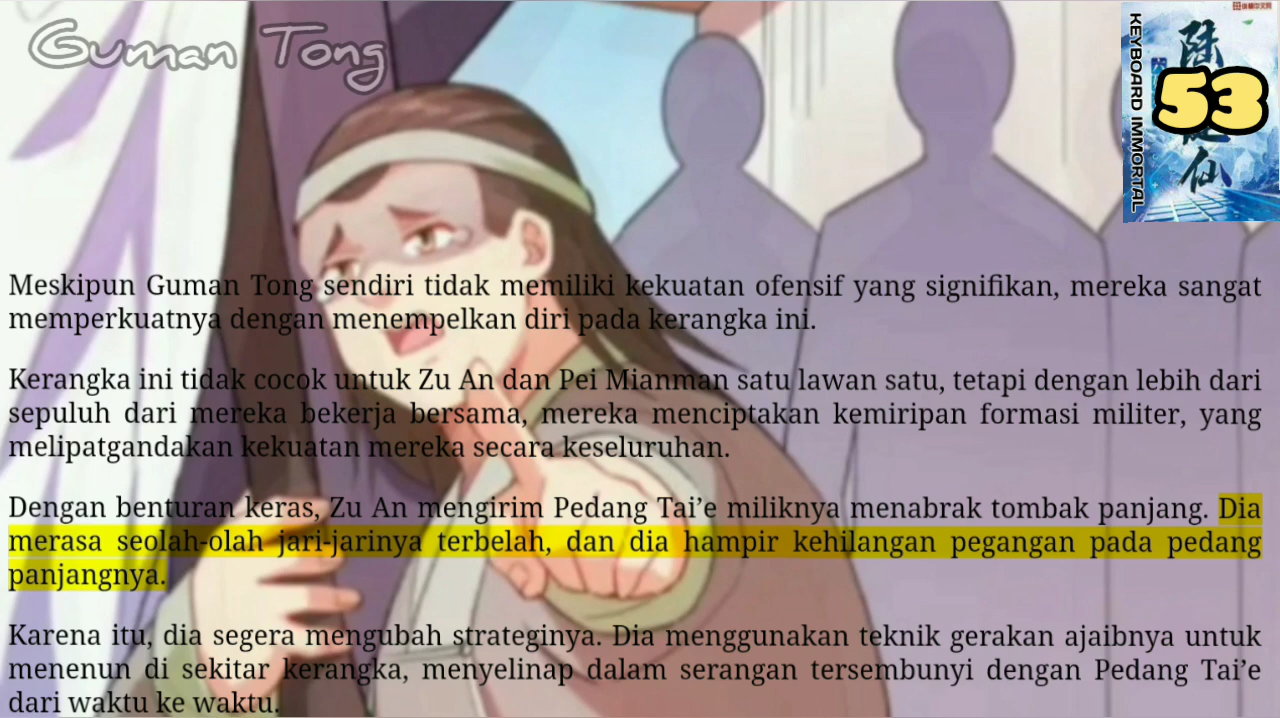 Guman Tong
KEYBOARD IMMORTAL
53
陆
仙
Meskipun Guman Tong sendiri tidak memiliki kekuatan ofensif yang signifikan, mereka sangat
memperkuatnya dengan menempelkan diri pada kerangka ini.
Kerangka ini tidak cocok untuk Zu An dan Pei Mianman satu lawan satu, tetapi dengan lebih dari
sepuluh dari mereka bekerja bersama, mereka menciptakan kemiripan formasi militer, yang
melipatgandakan kekuatan mereka secara keseluruhan.
Dengan benturan keras, Zu An mengirim Pedang Tai’e miliknya menabrak tombak panjang. Dia
merasa seolah-olah jari-jarinya terbelah, dan dia hampir kehilangan pegangan pada pedang
panjangnya.
Karena itu, dia segera mengubah strateginya. Dia menggunakan teknik gerakan ajaibnya untuk
menenun di sekitar kerangka, menyelinap dalam serangan tersembunyi dengan Pedang Tai’e
dari waktu ke waktu.